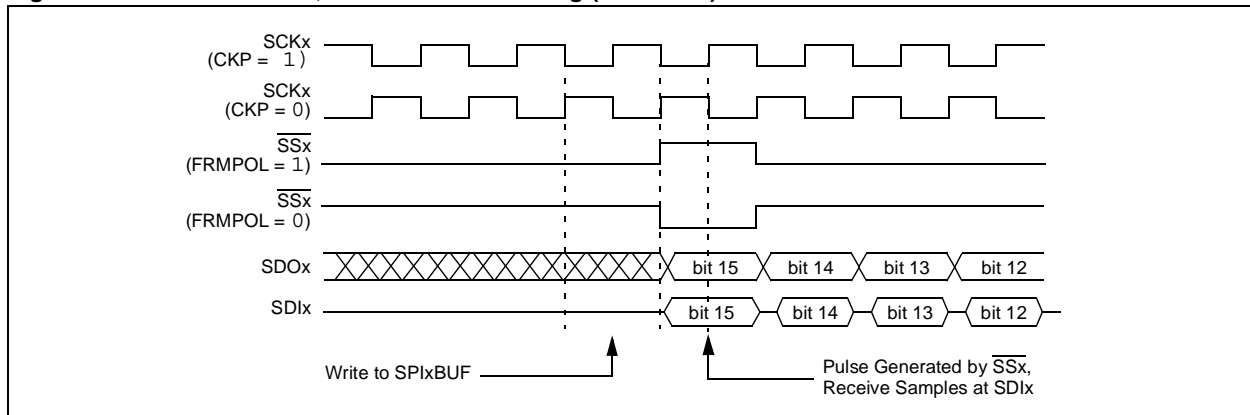 SCKx
(CKP = 1)
SCKx
(CKP = 0)
SSx
(FRMPOL = 1)
SSx
(FRMPOL = 0)
SDOx
bit 15 bit 14 bit 13 bit 12
SDIx
bit 15 bit 14 bit 13 bit 12
Write to SPIxBUF
Pulse Generated by SSx,
Receive Samples at SDIx